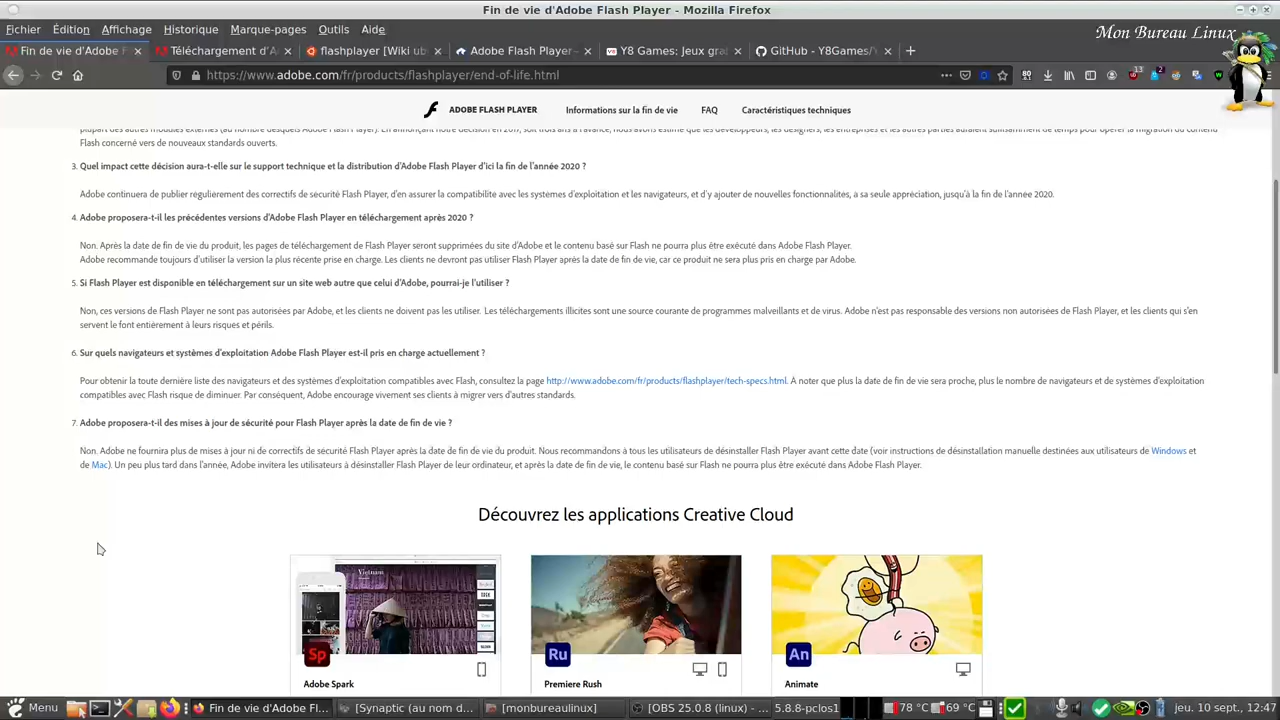 Fin de vie d'Adobe Flash Player - Mozilla Firefox
Fichier Édition Affichage Historique Marque-pages Outils Aide
Mon Bureau Linux
Fin de vie d'Adobe F Téléchargement d'A flashplayer [Wiki ub Adobe Flash Player Y8 Games: Jeux gra GitHub - Y8Games/
https://www.adobe.com/fr/products/flashplayer/end-of-life.html
13 2
ADOBE FLASH PLAYER Informations sur la fin de vie FAQ Caractéristiques techniques
plupart des autres modules externes (au nombre desquels Adobe Flash Player). En annonçant notre décision en 2017, soit trois ans à l'avance, nous avons estimé que les développeurs, les designers, les entreprises et les autres parties auraient suffisamment de temps pour opérer la migration du contenu
Flash concerné vers de nouveaux standards ouverts.
3. Quel impact cette décision aura-t-elle sur le support technique et la distribution d'Adobe Flash Player d'ici la fin de l'année 2020 ?
Adobe continuera de publier régulièrement des correctifs de sécurité Flash Player, d'en assurer la compatibilité avec les systèmes d'exploitation et les navigateurs, et d'y ajouter de nouvelles fonctionnalités, à sa seule appréciation, jusqu'à la fin de l'année 2020.
4. Adobe proposera-t-il les précédentes versions d'Adobe Flash Player en téléchargement après 2020 ?
Non. Après la date de fin de vie du produit, les pages de téléchargement de Flash Player seront supprimées du site d'Adobe et le contenu basé sur Flash ne pourra plus être exécuté dans Adobe Flash Player.
Adobe recommande toujours d'utiliser la version la plus récente prise en charge. Les clients ne devront pas utiliser Flash Player après la date de fin de vie, car ce produit ne sera plus pris en charge par Adobe.
5. Si Flash Player est disponible en téléchargement sur un site web autre que celui d'Adobe, pourrai-je l'utiliser ?
Non, ces versions de Flash Player ne sont pas autorisées par Adobe, et les clients ne doivent pas les utiliser. Les téléchargements illicites sont une source courante de programmes malveillants et de virus. Adobe n'est pas responsable des versions non autorisées de Flash Player, et les clients qui s'en
servent le font entièrement à leurs risques et périls.
6. Sur quels navigateurs et systèmes d'exploitation Adobe Flash Player est-il pris en charge actuellement ?
Pour obtenir la toute dernière liste des navigateurs et des systèmes d'exploitation compatibles avec Flash, consultez la page http://www.adobe.com/fr/products/flashplayer/tech-specs.html. À noter que plus la date de fin de vie sera proche, plus le nombre de navigateurs et de systèmes d'exploitation
compatibles avec Flash risque de diminuer. Par conséquent, Adobe encourage vivement ses clients à migrer vers d'autres standards.
7. Adobe proposera-t-il des mises à jour de sécurité pour Flash Player après la date de fin de vie ?
Non. Adobe ne fournira plus de mises à jour ni de correctifs de sécurité Flash Player après la date de fin de vie du produit. Nous recommandons à tous les utilisateurs de désinstaller Flash Player avant cette date (voir instructions de désinstallation manuelle destinées aux utilisateurs de Windows et
de Mac). Un peu plus tard dans l'année, Adobe invitera les utilisateurs à désinstaller Flash Player de leur ordinateur, et après la date de fin de vie, le contenu basé sur Flash ne pourra plus être exécuté dans Adobe Flash Player.
Découvrez les applications Creative Cloud
Vietnam
Sp Ru An
Adobe Spark Premiere Rush Animate
Menu Fin de vie d'Adobe Fl... [Synaptic (au nom d... [monbureaulinux] [OBS 25.0.8 (linux) - ... 5.8.8-pclos1 78 °C 69 °C jeu. 10 sept., 12:47